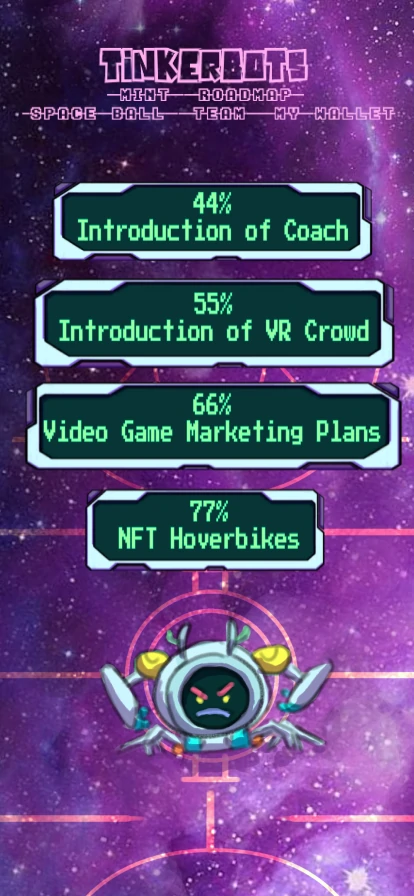 TINKERBOTS
MINT ROADMAP
SPACE BALL TEAM MY WALLET
44%
Introduction of Coach
55%
Introduction of VR Crowd
66%
Video Game Marketing Plans
77%
NFT Hoverbikes